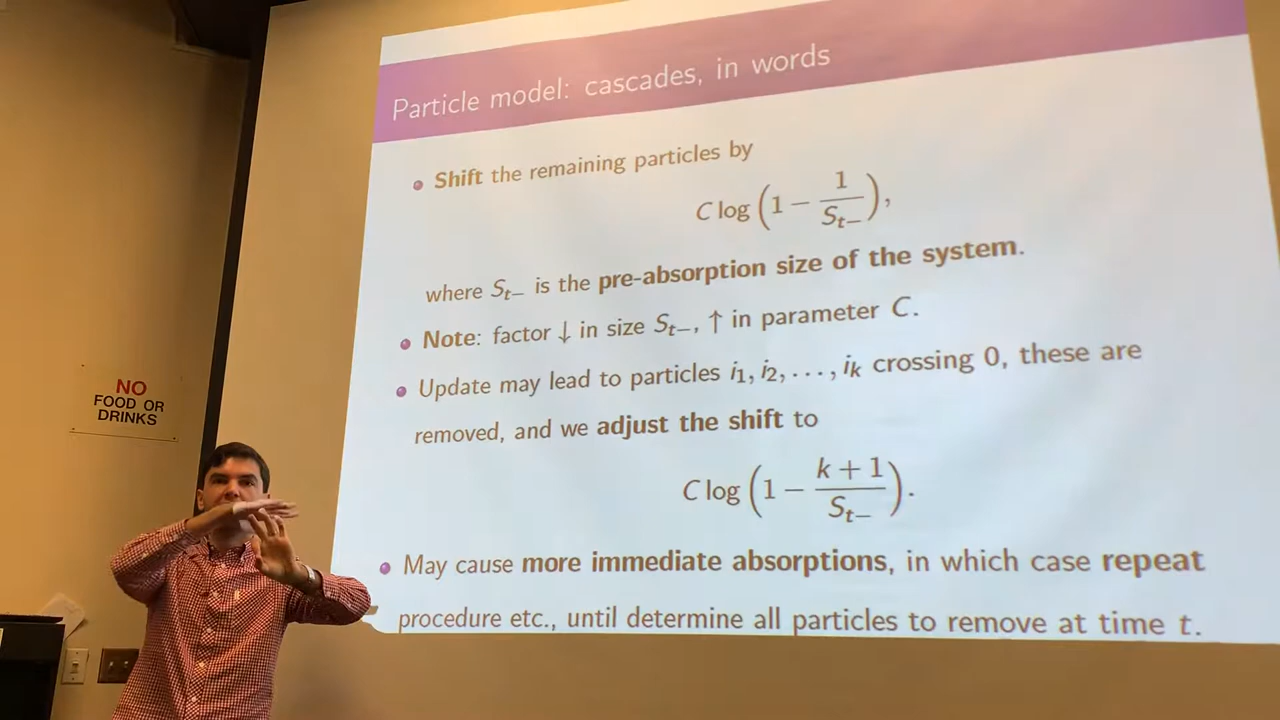 Particle model: cascades, in words
Shift the remaining particles by
C log (1 − 1/S_{t−}),
where S_{t−} is the pre-absorption size of the system.
Note: factor ↓ in size S_{t−}, ↑ in parameter C.
Update may lead to particles i₁, i₂, . . . , i_k crossing 0, these are
removed, and we adjust the shift to
C log (1 − (k + 1)/S_{t−}).
May cause more immediate absorptions, in which case repeat
procedure etc., until determine all particles to remove at time t.
NO
FOOD OR
DRINKS